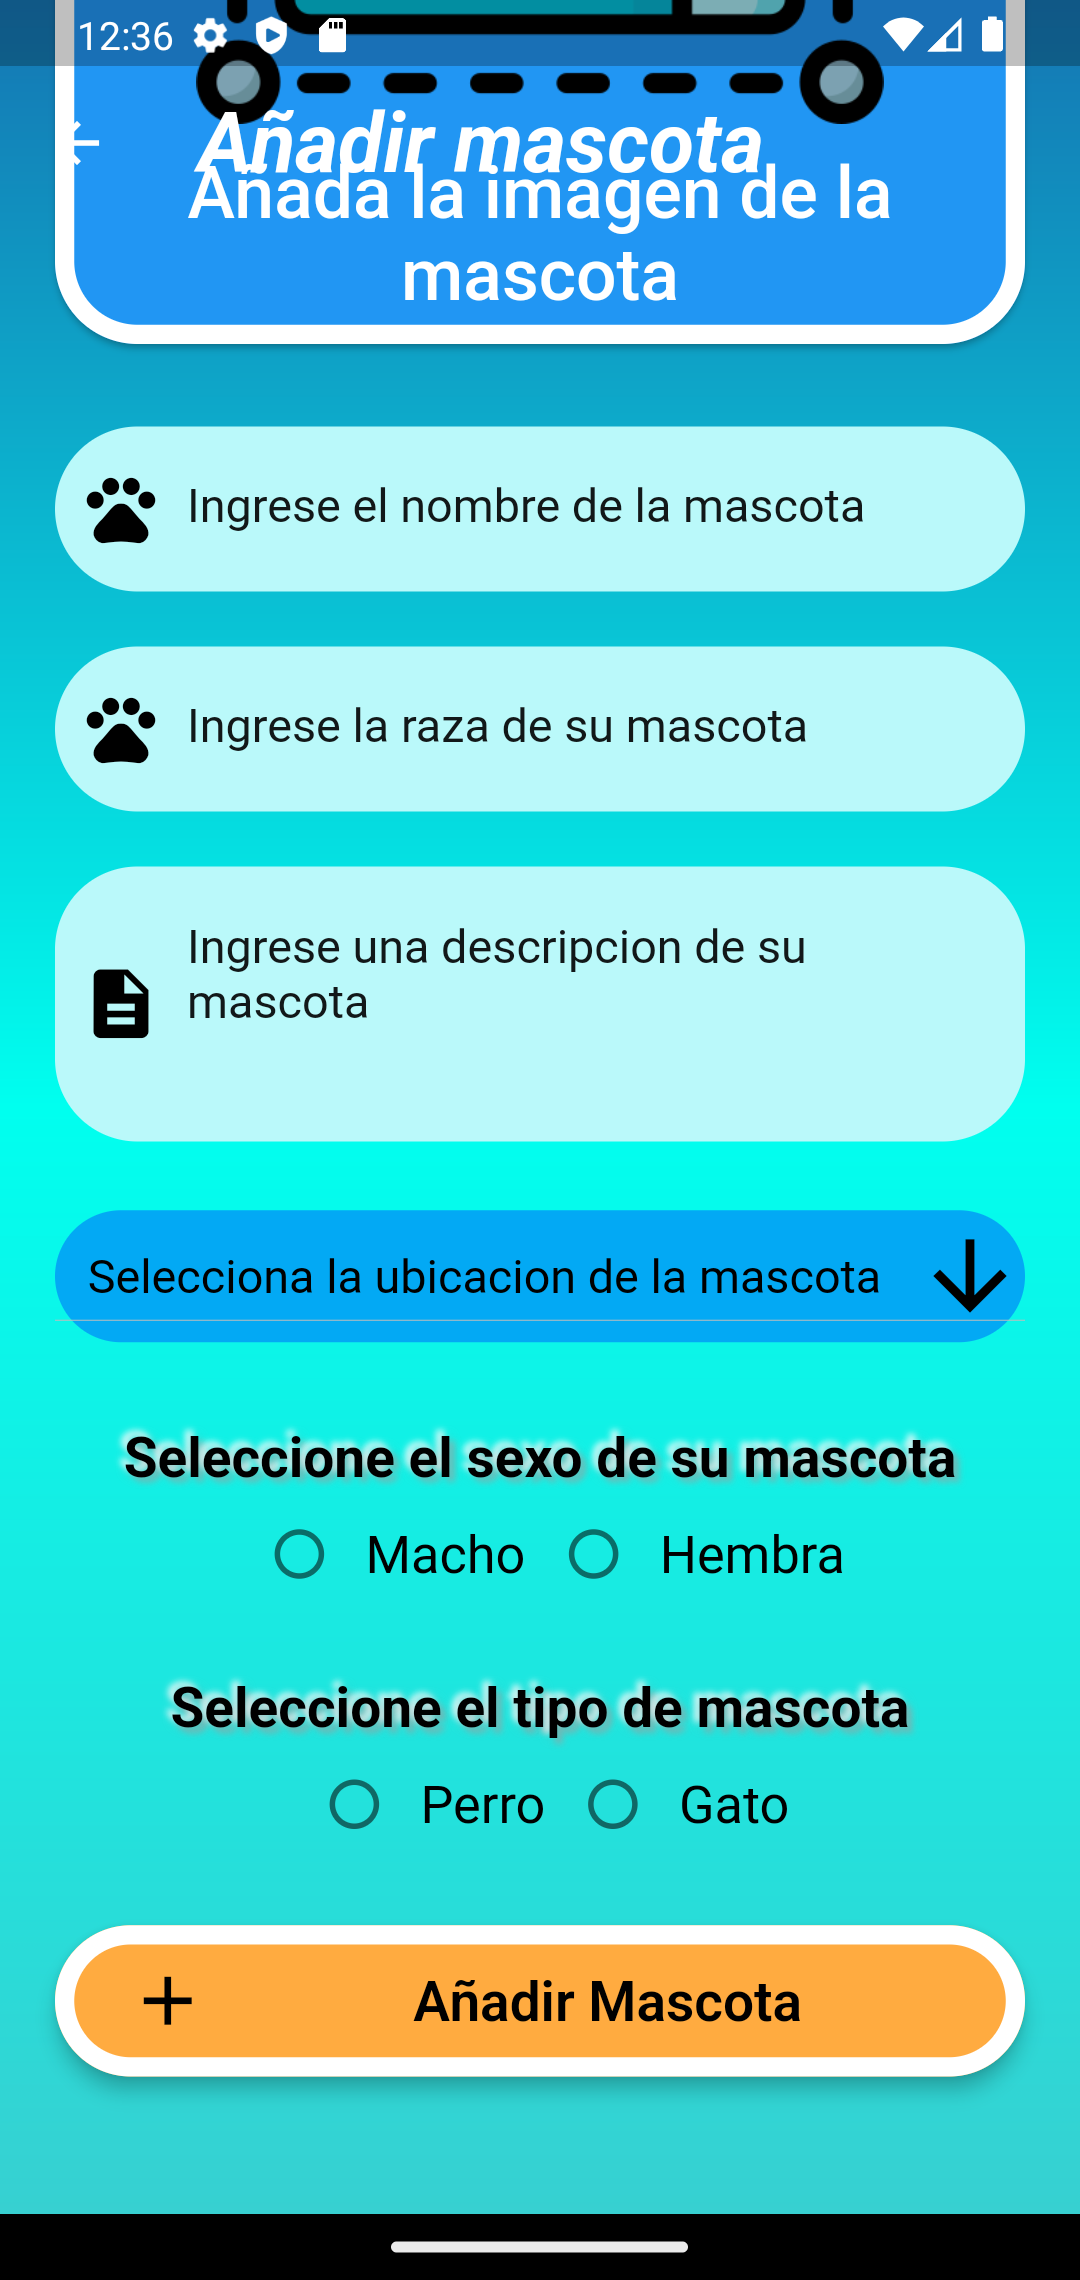 12:36
Añadir mascota
Añada la imagen de la
mascota
Ingrese el nombre de la mascota
Ingrese la raza de su mascota
Ingrese una descripcion de su
mascota
Selecciona la ubicacion de la mascota
Seleccione el sexo de su mascota
Macho Hembra
Seleccione el tipo de mascota
Perro Gato
Añadir Mascota